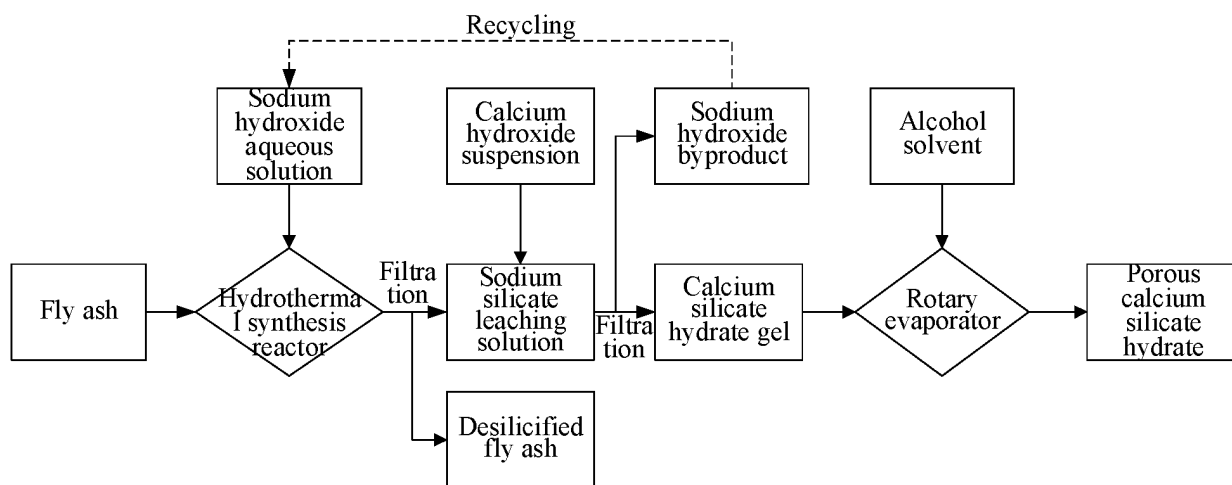 Recycling
Sodium
hydroxide
aqueous
solution
Calcium
hydroxide
suspension
Sodium
hydroxide
byproduct
Alcohol
solvent
Fly ash
Hydrotherma
l synthesis
reactor
Filtra
tion
Sodium
silicate
leaching
solution
Filtra
tion
Calcium
silicate
hydrate gel
Rotary
evaporator
Porous
calcium
silicate
hydrate
Desilicified
fly ash